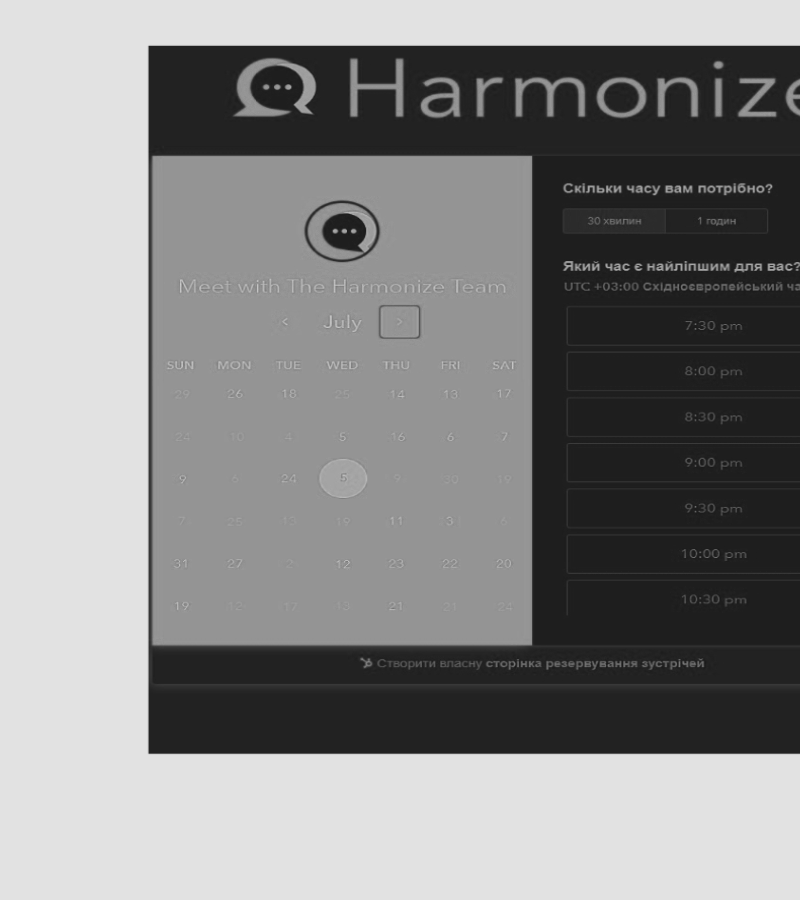 Harmonize
Meet with The Harmonize Team
< July >
SUN MON TUE WED THU FRI SAT
29 26 18 25 14 13 17
24 10 4 5 16 6 7
9 24 5 9 30 19
7 25 13 19 11 3 6
31 27 2 12 23 22 20
19 12 17 13 21 21 24
Скільки часу вам потрібно?
30 хвилин 1 годин
Який час є найліпшим для вас?
UTC +03:00 Східноєвропейський
7:30 pm
8:00 pm
8:30 pm
9:00 pm
9:30 pm
10:00 pm
10:30 pm
Створити власну сторінка резервування зустрічей